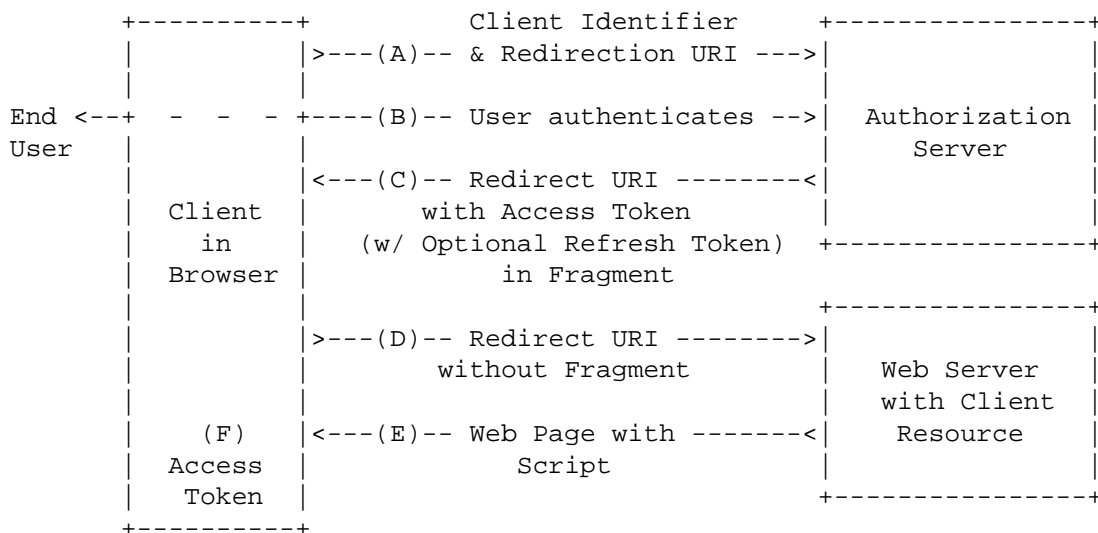 +----------+          Client Identifier     +----------------+
|          |>---(A)-- & Redirection URI --->|                |
|          |                                |                |
End <--+  -  -  - +----(B)-- User authenticates -->|  Authorization |
User   |          |                                |     Server     |
|          |<---(C)-- Redirect URI --------<|                |
|  Client  |       with Access Token        |                |
|    in    |   (w/ Optional Refresh Token)  +----------------+
|  Browser |            in Fragment
|          |                                +----------------+
|          |>---(D)-- Redirect URI -------->|                |
|          |        without Fragment        |   Web Server   |
|          |                                |   with Client  |
|    (F)   |<---(E)-- Web Page with -------<|    Resource    |
|  Access  |             Script             |                |
|   Token  |                                +----------------+
+----------+